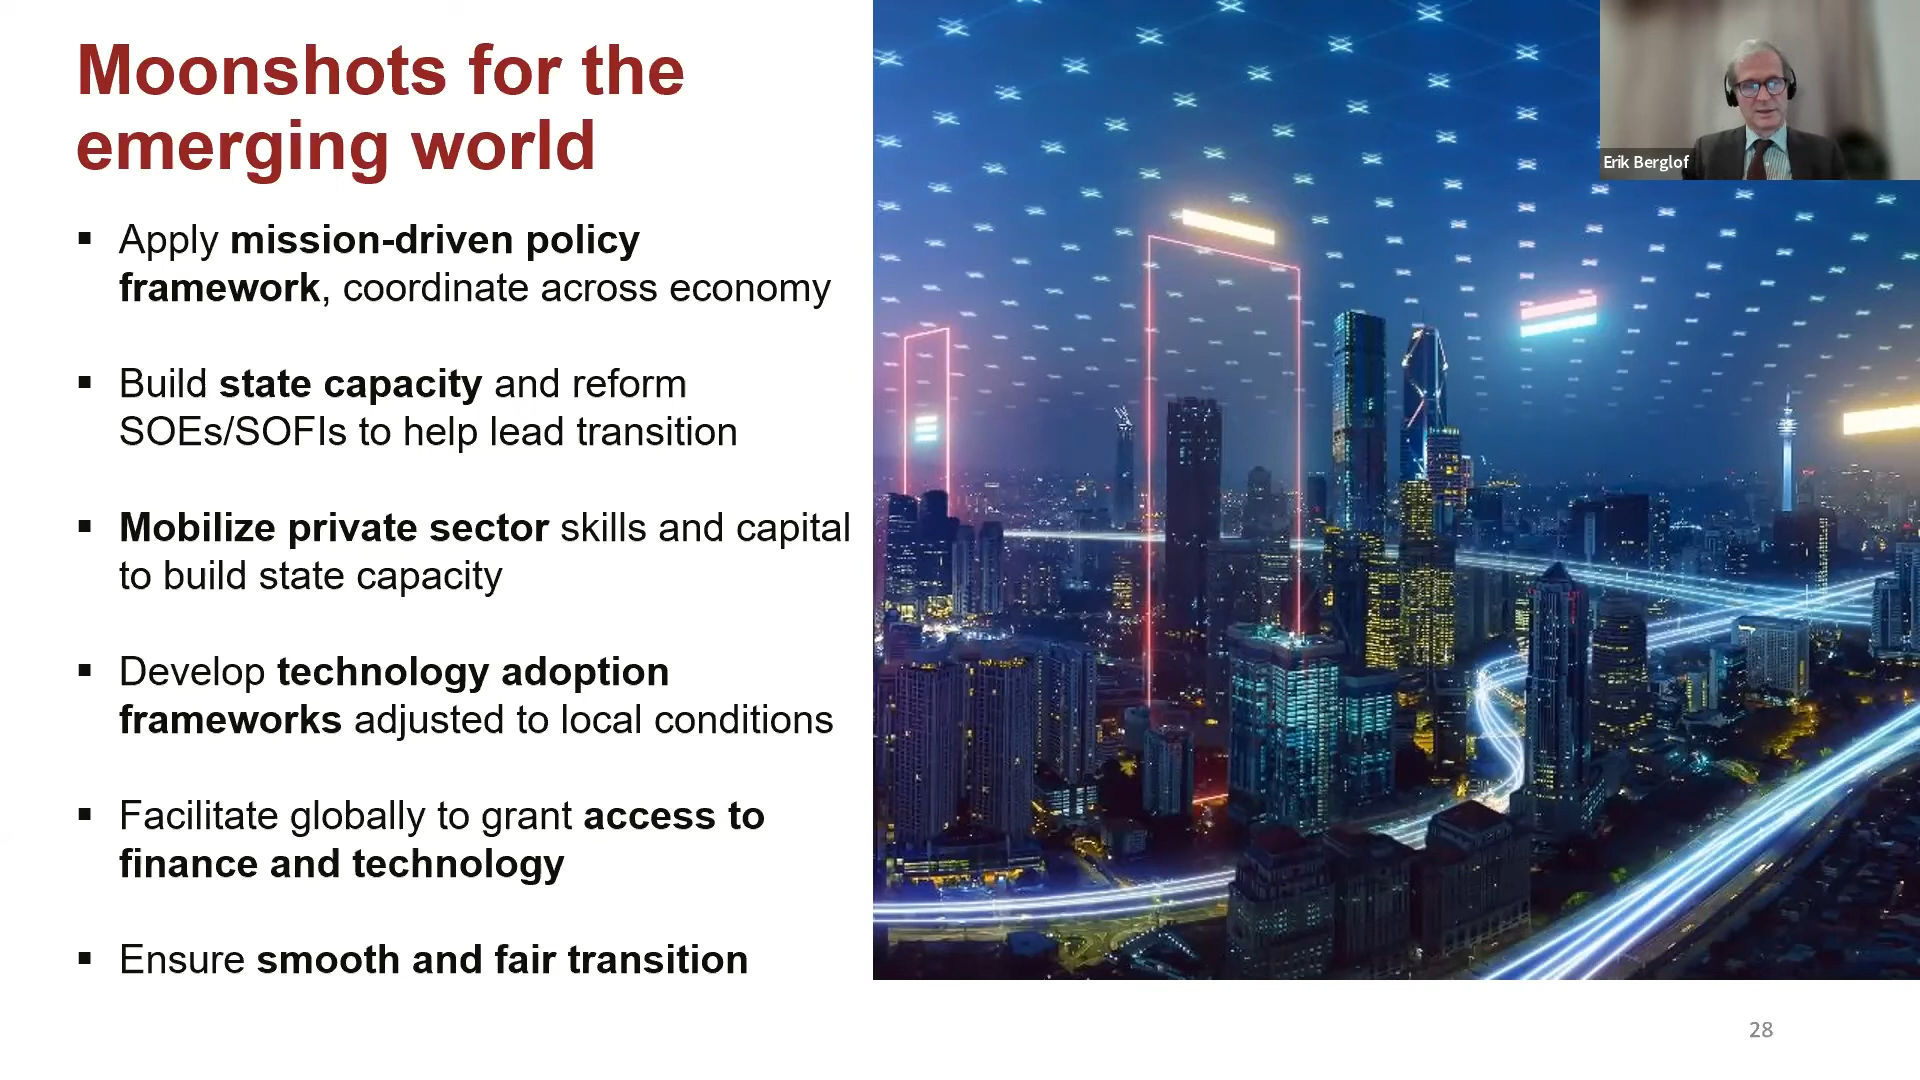 Moonshots for the
emerging world
▪ Apply mission-driven policy
framework, coordinate across economy
▪ Build state capacity and reform
SOEs/SOFIs to help lead transition
▪ Mobilize private sector skills and capital
to build state capacity
▪ Develop technology adoption
frameworks adjusted to local conditions
▪ Facilitate globally to grant access to
finance and technology
▪ Ensure smooth and fair transition
Erik Berglof
28